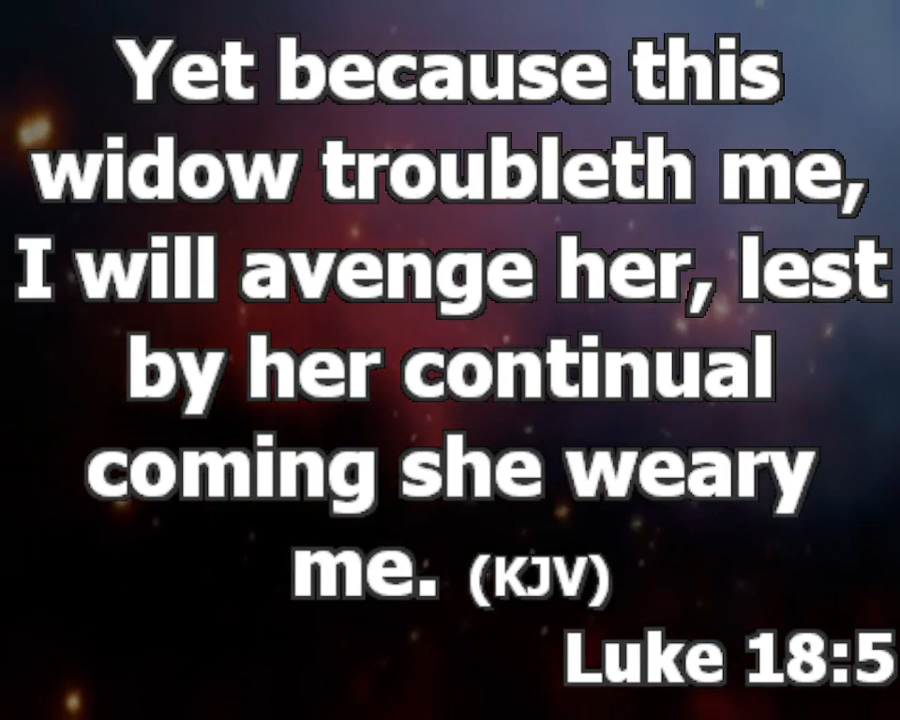 Yet because this
widow troubleth me,
I will avenge her, lest
by her continual
coming she weary
me. (KJV)
Luke 18:5